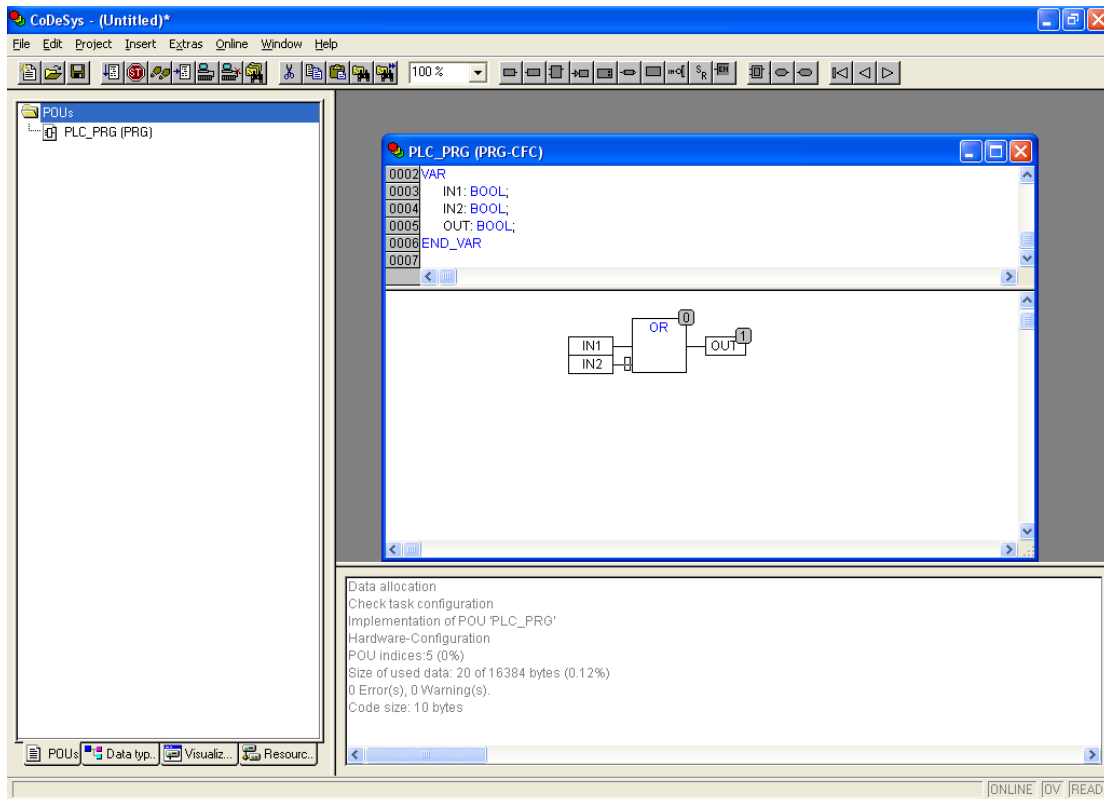 CoDeSys - (Untitled)*
File Edit Project Insert Extras Online Window Help
100 %
POUs
PLC_PRG (PRG)
PLC_PRG (PRG-CFC)
0002 VAR
0003 IN1: BOOL;
0004 IN2: BOOL;
0005 OUT: BOOL;
0006 END_VAR
0007
OR 0
IN1 OUT 1
IN2
Data allocation
Check task configuration
Implementation of POU 'PLC_PRG'
Hardware-Configuration
POU indices:5 (0%)
Size of used data: 20 of 16384 bytes (0.12%)
0 Error(s), 0 Warning(s).
Code size: 10 bytes
POUs Data typ.. Visualiz... Resourc..
ONLINE OV READ